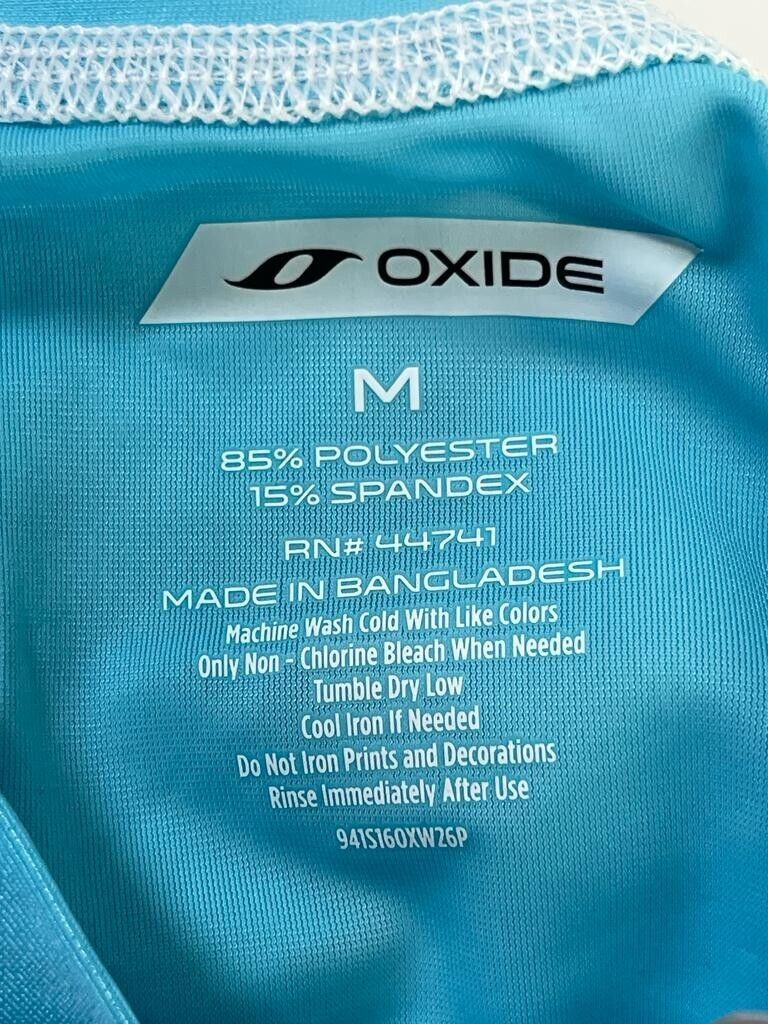 OXIDE
M
85% POLYESTER
15% SPANDEX
RN# 44741
MADE IN BANGLADESH
Machine Wash Cold With Like Colors
Only Non - Chlorine Bleach When Needed
Tumble Dry Low
Cool Iron If Needed
Do Not Iron Prints and Decorations
Rinse Immediately After Use
941S160XW26P